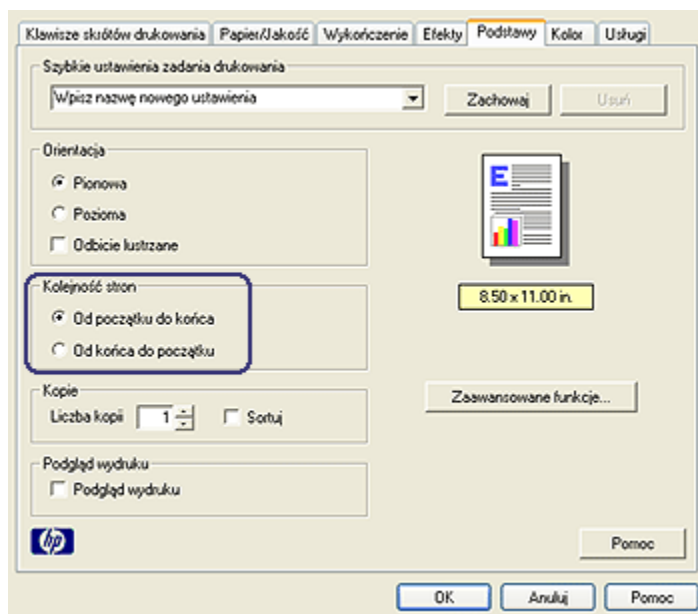 Klawisze skrótów drukowania Papier/Jakość Wykończenie Efekty Podstawy Kolor Usługi
Szybkie ustawienia zadania drukowania
Wpisz nazwę nowego ustawienia Zachowaj Usuń
Orientacja
Pionowa
Pozioma
Odbicie lustrzane
E
8.50 x 11.00 in.
Kolejność stron
Od początku do końca
Od końca do początku
Kopie
Liczba kopii 1 Sortuj
Zaawansowane funkcje...
Podgląd wydruku
Podgląd wydruku
hp Pomoc
OK Anuluj Pomoc